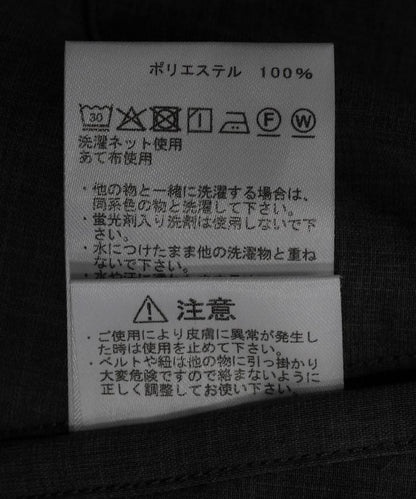 ポリエステル 100%
30 F W
洗濯ネット使用
あて布使用
・他の物と一緒に洗濯する場合は、
同系色の物と洗濯して下さい。
・蛍光剤入り洗剤は使用しないで下
さい。
・水につけたまま他の洗濯物と重ね
ないで下さい。
注意
・ご使用により皮膚に異常が発生し
た時は使用を止めて下さい。
・ベルトや紐は他の物に引っ掛かり
大変危険ですので絡まないように
正しく調整してお使い下さい。